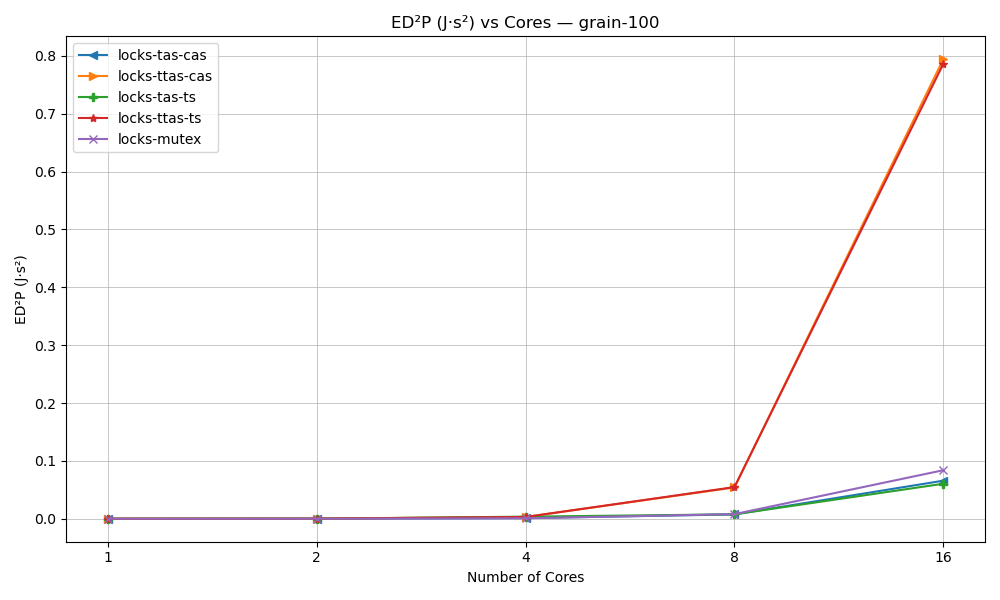 ED²P (J·s²) vs Cores — grain-100
locks-tas-cas
locks-ttas-cas
locks-tas-ts
locks-ttas-ts
locks-mutex
ED²P (J·s²)
0.8
0.7
0.6
0.5
0.4
0.3
0.2
0.1
0.0
1 2 4 8 16
Number of Cores